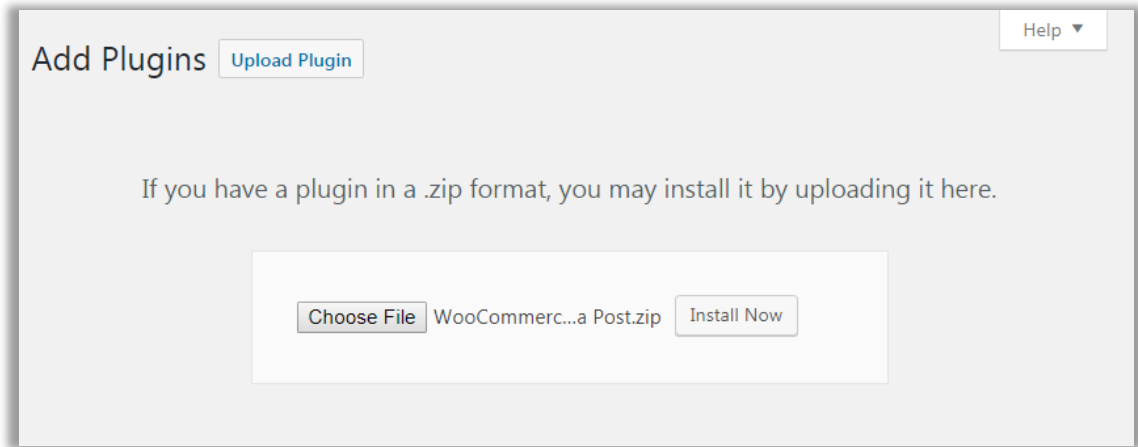 Help ▼
Add Plugins Upload Plugin
If you have a plugin in a .zip format, you may install it by uploading it here.
Choose File WooCommerc...a Post.zip Install Now